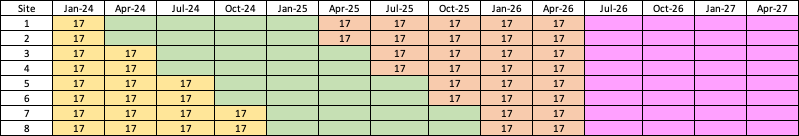 Site Jan-24 Apr-24 Jul-24 Oct-24 Jan-25 Apr-25 Jul-25 Oct-25 Jan-26 Apr-26 Jul-26 Oct-26 Jan-27 Apr-27
1 17 17 17 17 17 17
2 17 17 17 17 17 17
3 17 17 17 17 17 17
4 17 17 17 17 17 17
5 17 17 17 17 17 17
6 17 17 17 17 17 17
7 17 17 17 17 17 17
8 17 17 17 17 17 17